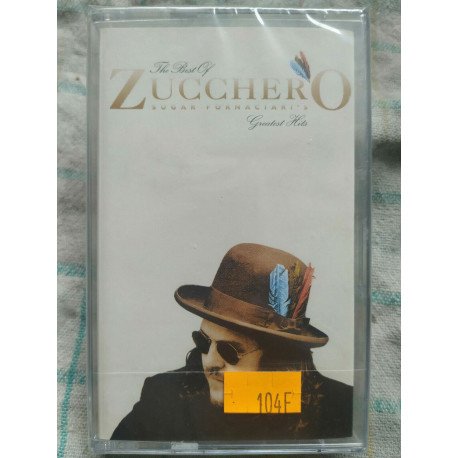 The Best Of
ZUCCHERO
SUGAR FORNACIARI'S
Greatest Hits
104F